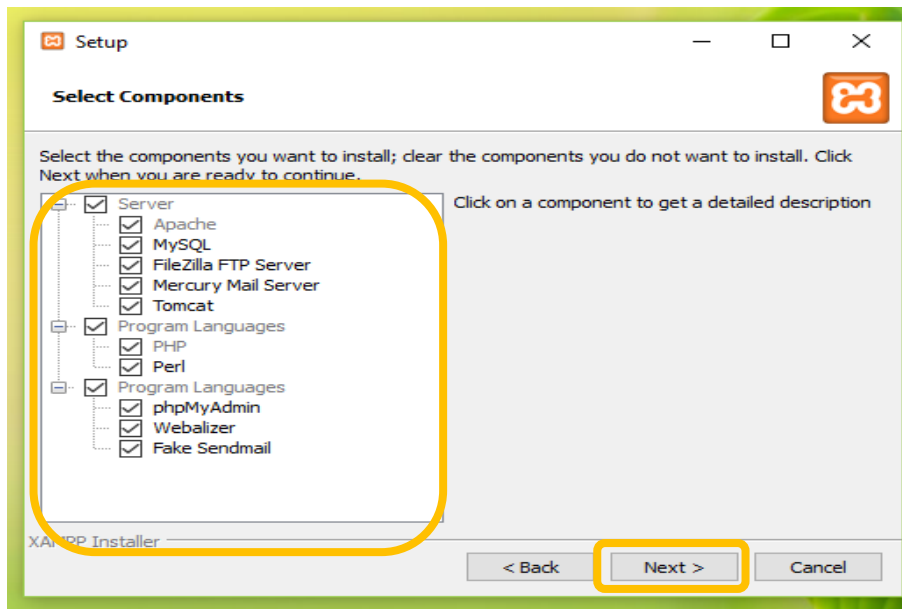 Setup
Select Components
Select the components you want to install; clear the components you do not want to install. Click
Next when you are ready to continue.
Server
Apache
MySQL
FileZilla FTP Server
Mercury Mail Server
Tomcat
Program Languages
PHP
Perl
Program Languages
phpMyAdmin
Webalizer
Fake Sendmail
Click on a component to get a detailed description
XAMPP Installer
< Back
Next >
Cancel